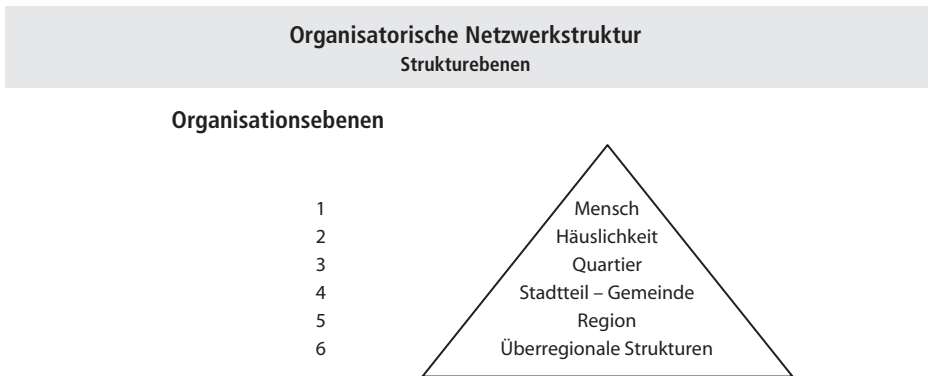 Organisatorische Netzwerkstruktur
Strukturebenen
Organisationsebenen
1 Mensch
2 Häuslichkeit
3 Quartier
4 Stadtteil – Gemeinde
5 Region
6 Überregionale Strukturen